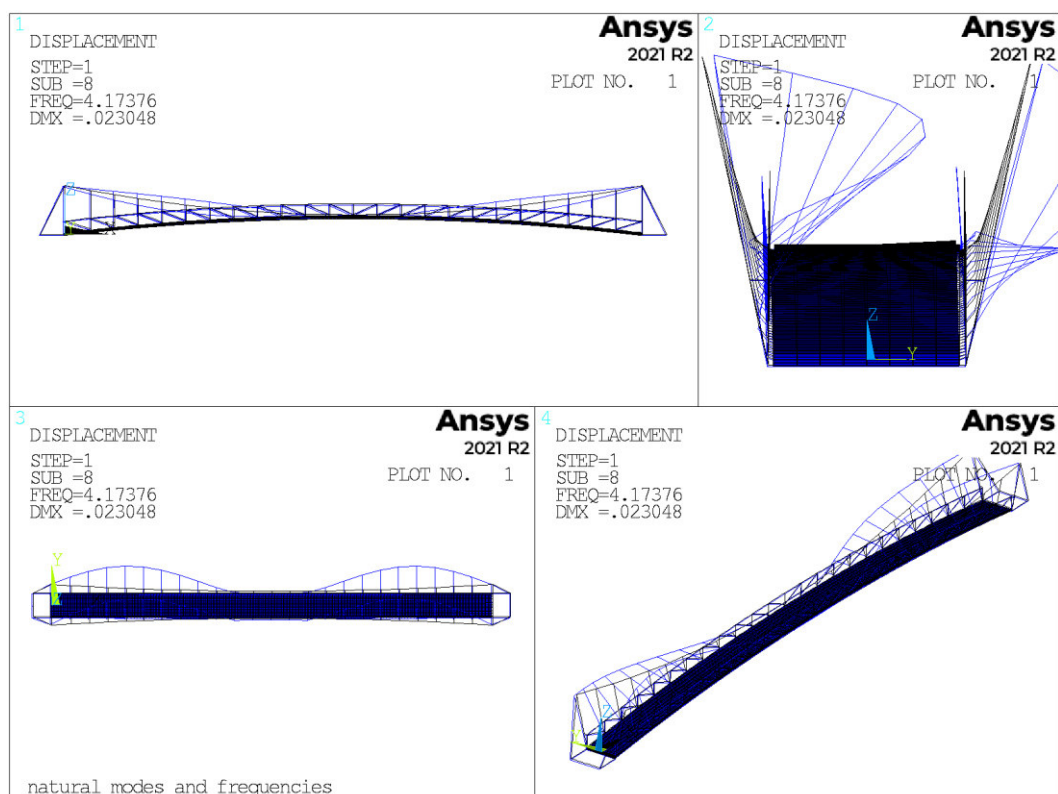 1
DISPLACEMENT
STEP=1
SUB =8
FREQ=4.17376
DMX =.023048
Ansys
2021 R2
PLOT NO. 1
Z
X
2
DISPLACEMENT
STEP=1
SUB =8
FREQ=4.17376
DMX =.023048
Ansys
2021 R2
PLOT NO. 1
Z
Y
3
DISPLACEMENT
STEP=1
SUB =8
FREQ=4.17376
DMX =.023048
Ansys
2021 R2
PLOT NO. 1
Y
natural modes and frequencies
4
DISPLACEMENT
STEP=1
SUB =8
FREQ=4.17376
DMX =.023048
Ansys
2021 R2
PLOT NO. 1
Z
Y